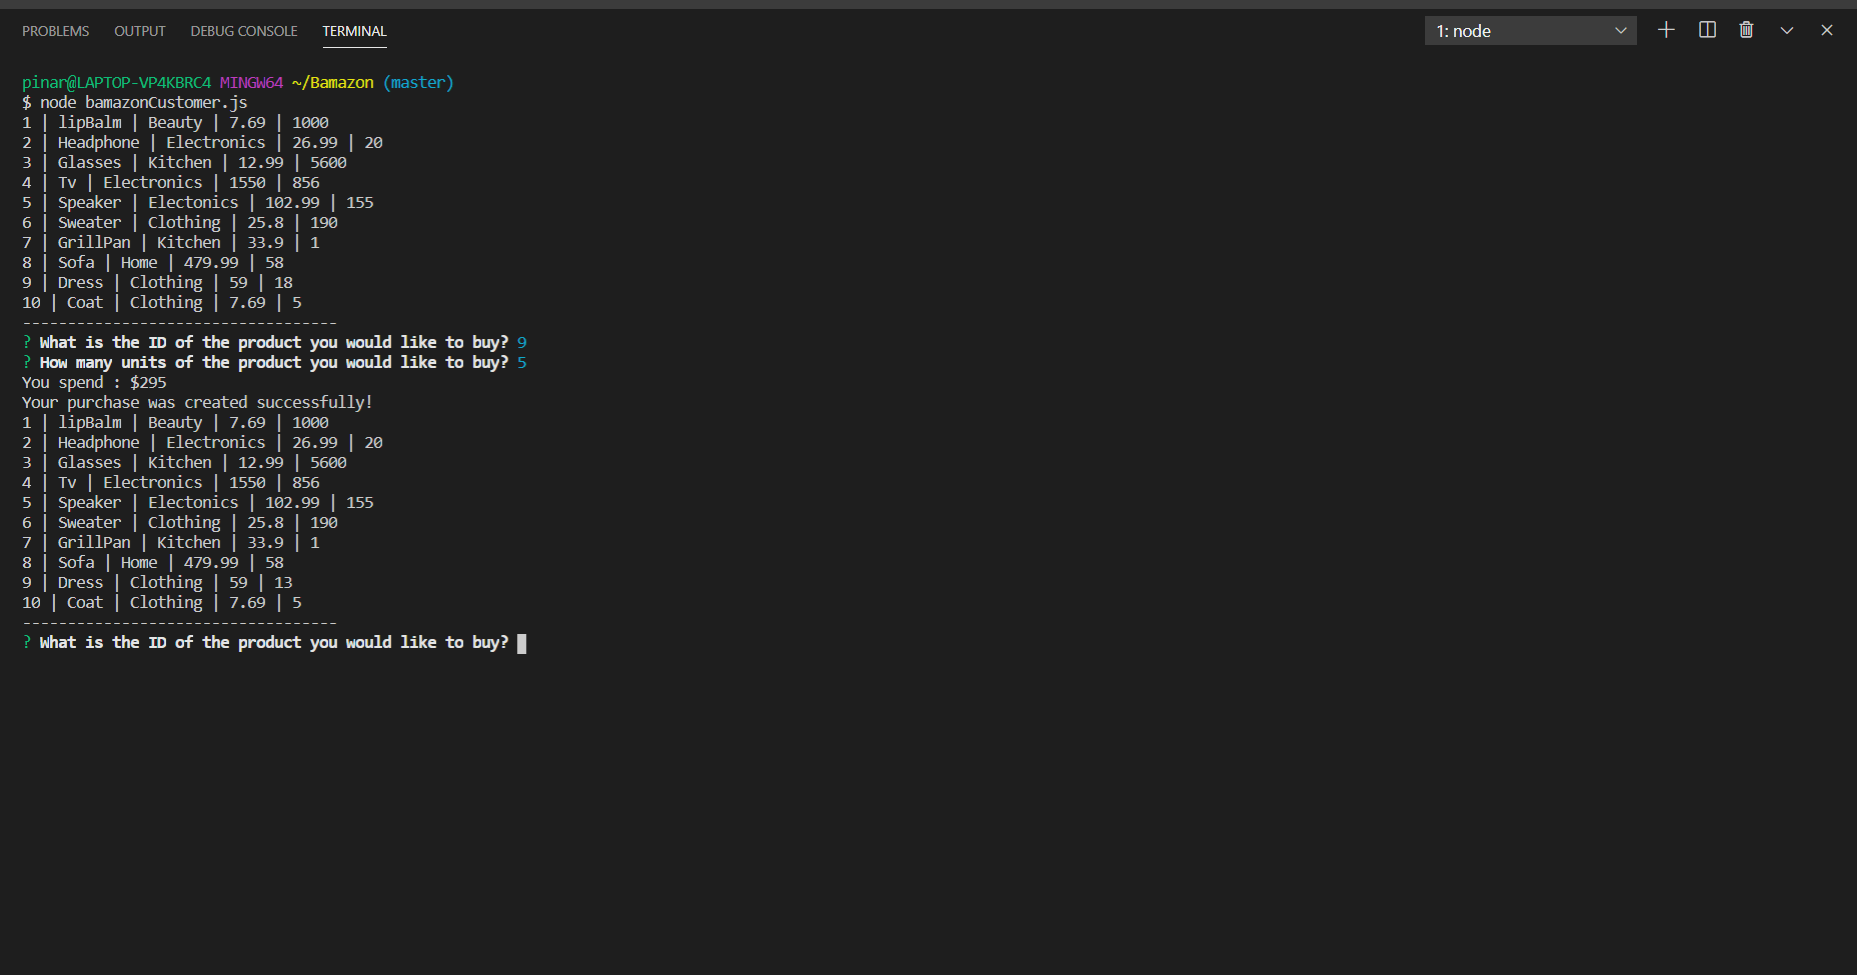 PROBLEMS OUTPUT DEBUG CONSOLE TERMINAL 1: node
pinar@LAPTOP-VP4KBRC4 MINGW64 ~/Bamazon (master)
$ node bamazonCustomer.js
1 | lipBalm | Beauty | 7.69 | 1000
2 | Headphone | Electronics | 26.99 | 20
3 | Glasses | Kitchen | 12.99 | 5600
4 | Tv | Electronics | 1550 | 856
5 | Speaker | Electonics | 102.99 | 155
6 | Sweater | Clothing | 25.8 | 190
7 | GrillPan | Kitchen | 33.9 | 1
8 | Sofa | Home | 479.99 | 58
9 | Dress | Clothing | 59 | 18
10 | Coat | Clothing | 7.69 | 5
-----------------------------------
? What is the ID of the product you would like to buy? 9
? How many units of the product you would like to buy? 5
You spend : $295
Your purchase was created successfully!
1 | lipBalm | Beauty | 7.69 | 1000
2 | Headphone | Electronics | 26.99 | 20
3 | Glasses | Kitchen | 12.99 | 5600
4 | Tv | Electronics | 1550 | 856
5 | Speaker | Electonics | 102.99 | 155
6 | Sweater | Clothing | 25.8 | 190
7 | GrillPan | Kitchen | 33.9 | 1
8 | Sofa | Home | 479.99 | 58
9 | Dress | Clothing | 59 | 13
10 | Coat | Clothing | 7.69 | 5
-----------------------------------
? What is the ID of the product you would like to buy?